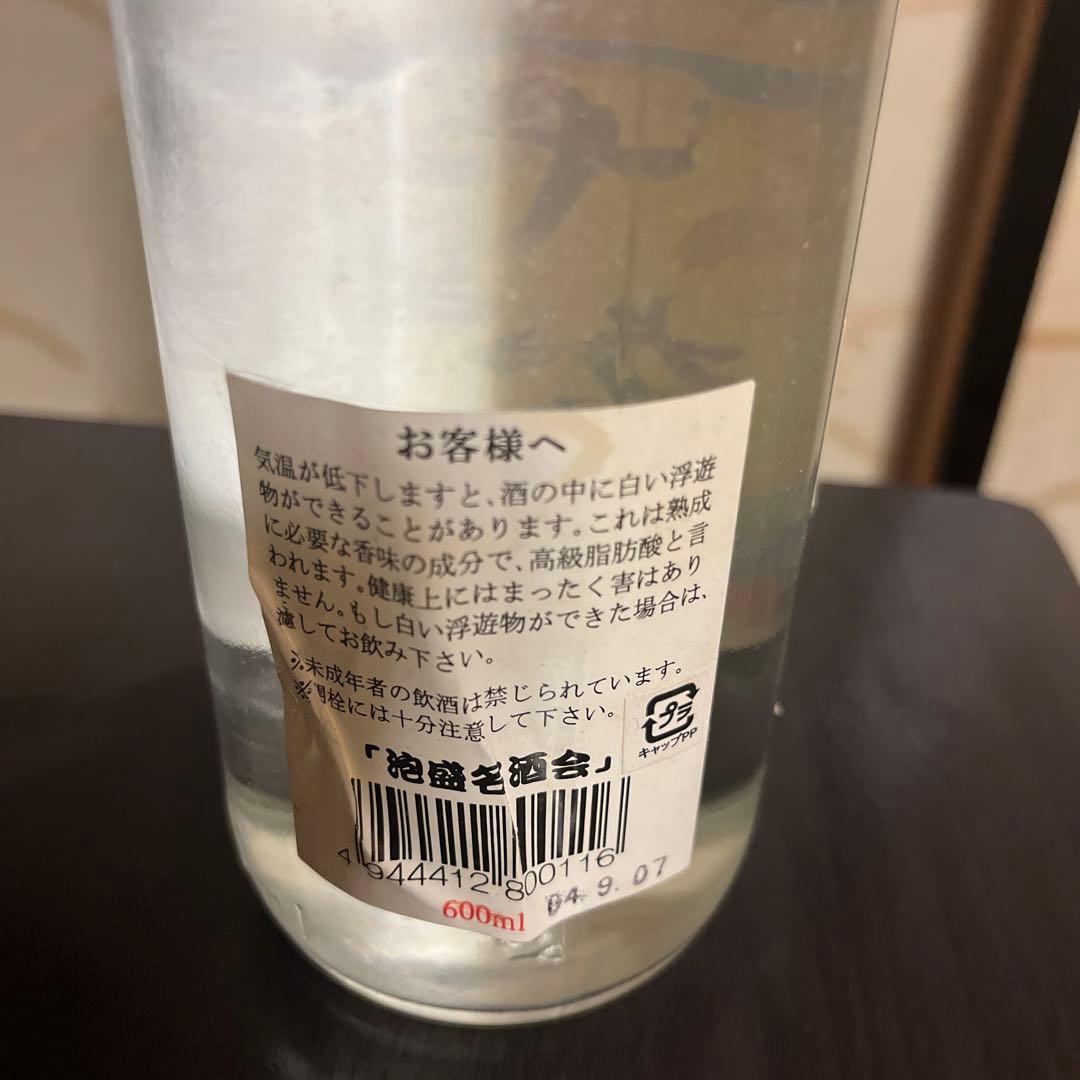 お客様へ
気温が低下しますと、酒の中に白い浮遊
物ができることがあります。これは熟成
に必要な香味の成分で、高級脂肪酸と言
われます。健康上にはまったく害はあり
ません。もし白い浮遊物ができた場合は、
濾してお飲み下さい。
※未成年者の飲酒は禁じられています。
※開栓には十分注意して下さい。
プラ
キャップPP
「泡盛名酒会」
4 944412 800116
600ml
04.9.07